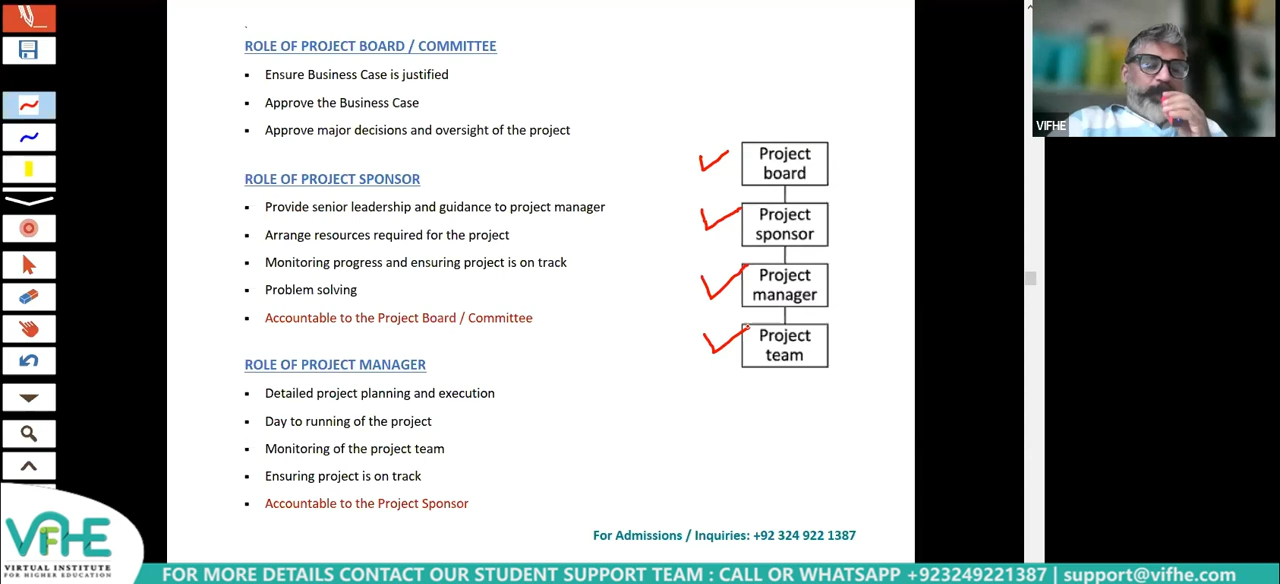 ROLE OF PROJECT BOARD / COMMITTEE
▪ Ensure Business Case is justified
▪ Approve the Business Case
▪ Approve major decisions and oversight of the project
ROLE OF PROJECT SPONSOR
▪ Provide senior leadership and guidance to project manager
▪ Arrange resources required for the project
▪ Monitoring progress and ensuring project is on track
▪ Problem solving
▪ Accountable to the Project Board / Committee
ROLE OF PROJECT MANAGER
▪ Detailed project planning and execution
▪ Day to running of the project
▪ Monitoring of the project team
▪ Ensuring project is on track
▪ Accountable to the Project Sponsor
Project
board
Project
sponsor
Project
manager
Project
team
VIFHE
For Admissions / Inquiries: +92 324 922 1387
VIFHE
VIRTUAL INSTITUTE
FOR HIGHER EDUCATION
FOR MORE DETAILS CONTACT OUR STUDENT SUPPORT TEAM : CALL OR WHATSAPP +923249221387 | support@vifhe.com